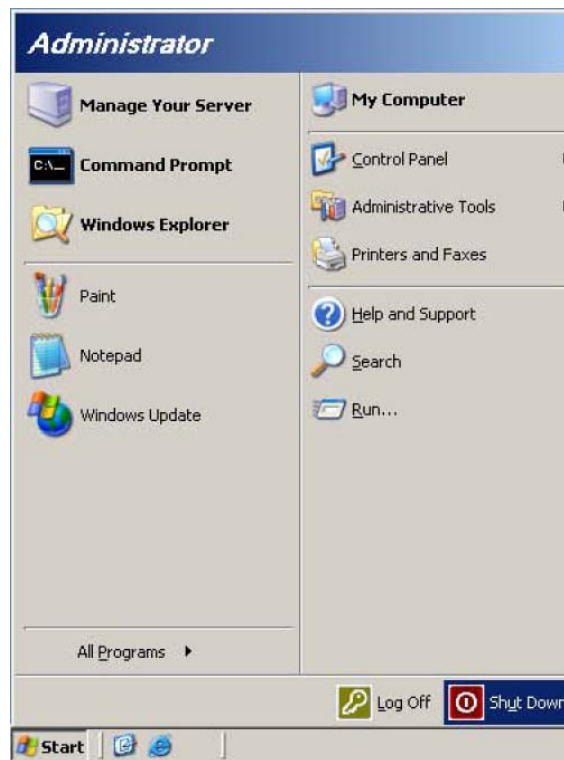 Administrator
Manage Your Server
C:\_
Command Prompt
Windows Explorer
Paint
Notepad
Windows Update
All Programs
My Computer
Control Panel
Administrative Tools
Printers and Faxes
Help and Support
Search
Run...
Log Off
Shut Down
Start